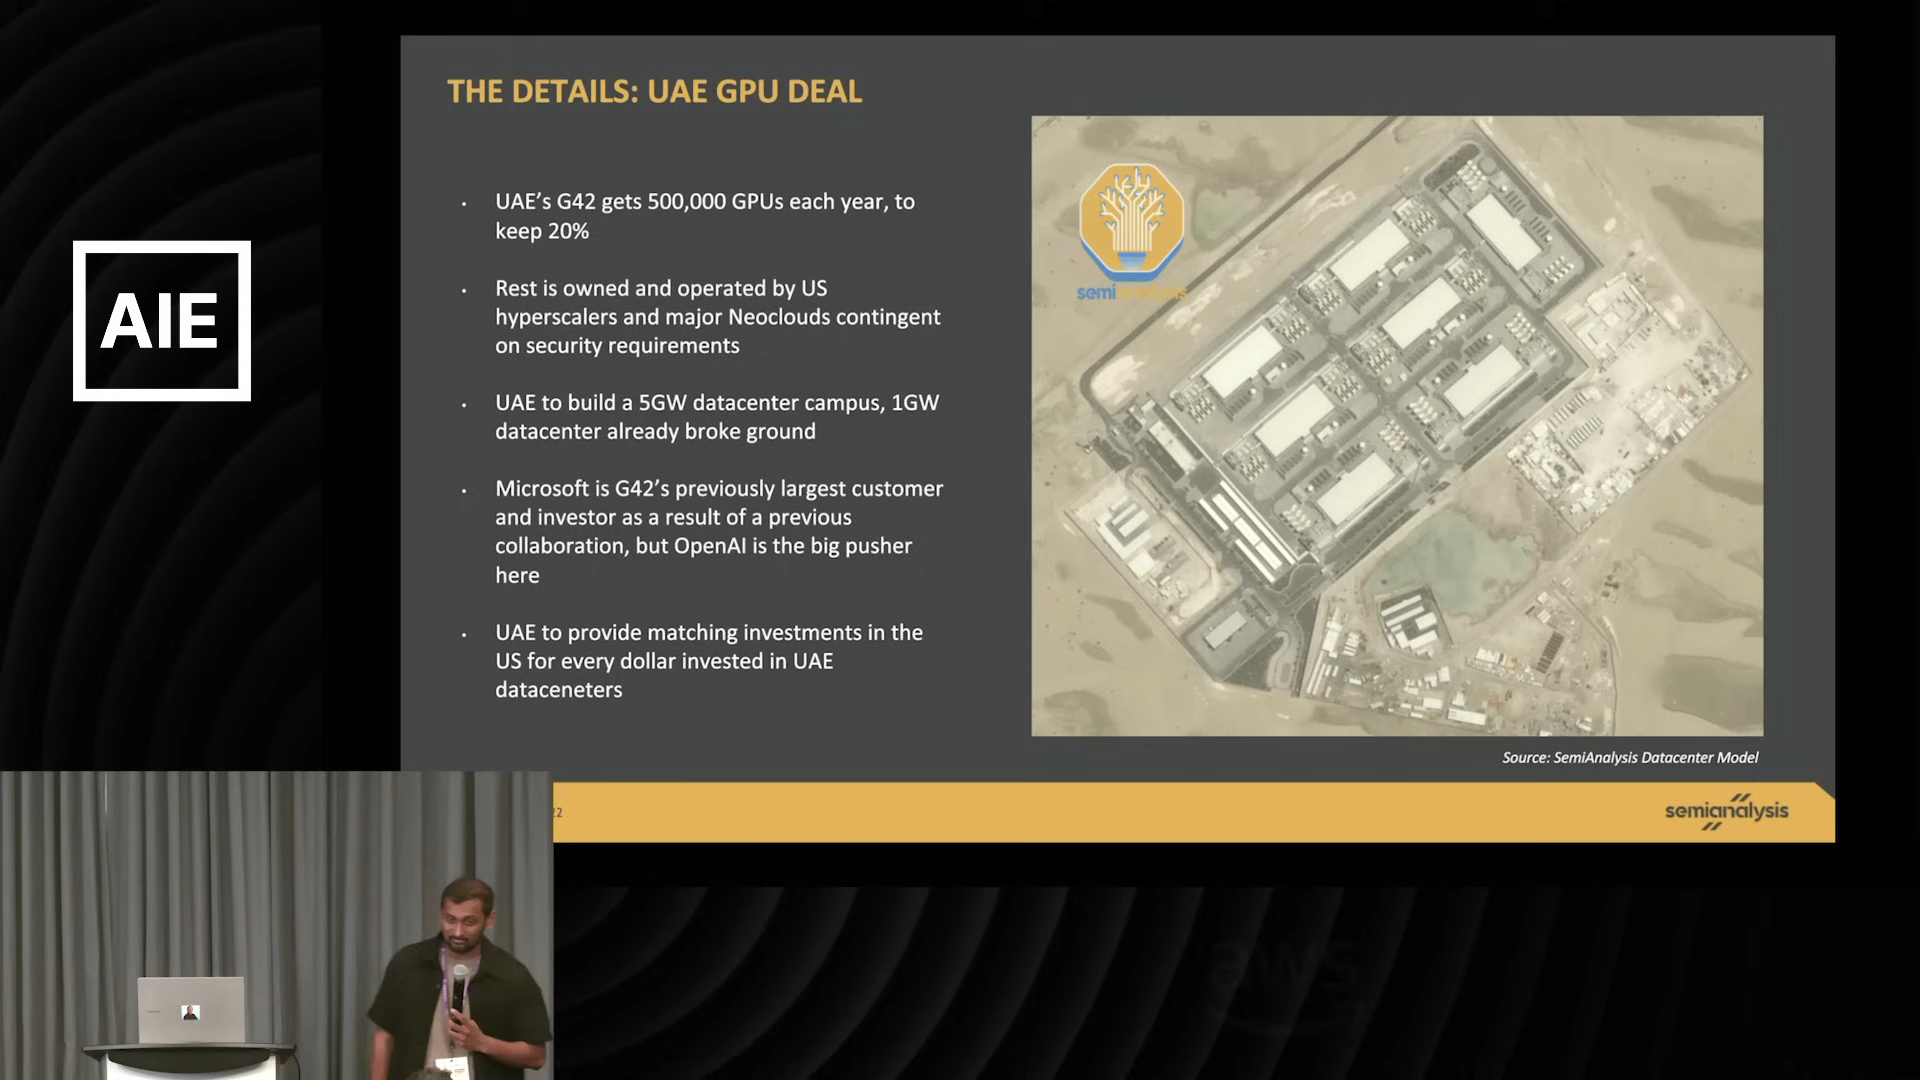 THE DETAILS: UAE GPU DEAL
UAE's G42 gets 500,000 GPUs each year, to
keep 20%
Rest is owned and operated by US
hyperscalers and major Neoclouds contingent
on security requirements
UAE to build a 5GW datacenter campus, 1GW
datacenter already broke ground
Microsoft is G42's previously largest customer
and investor as a result of a previous
collaboration, but OpenAI is the big pusher
here
UAE to provide matching investments in the
US for every dollar invested in UAE
dataceneters
semianalysis
Source: SemiAnalysis Datacenter Model
22
semianalysis
AIE
aws